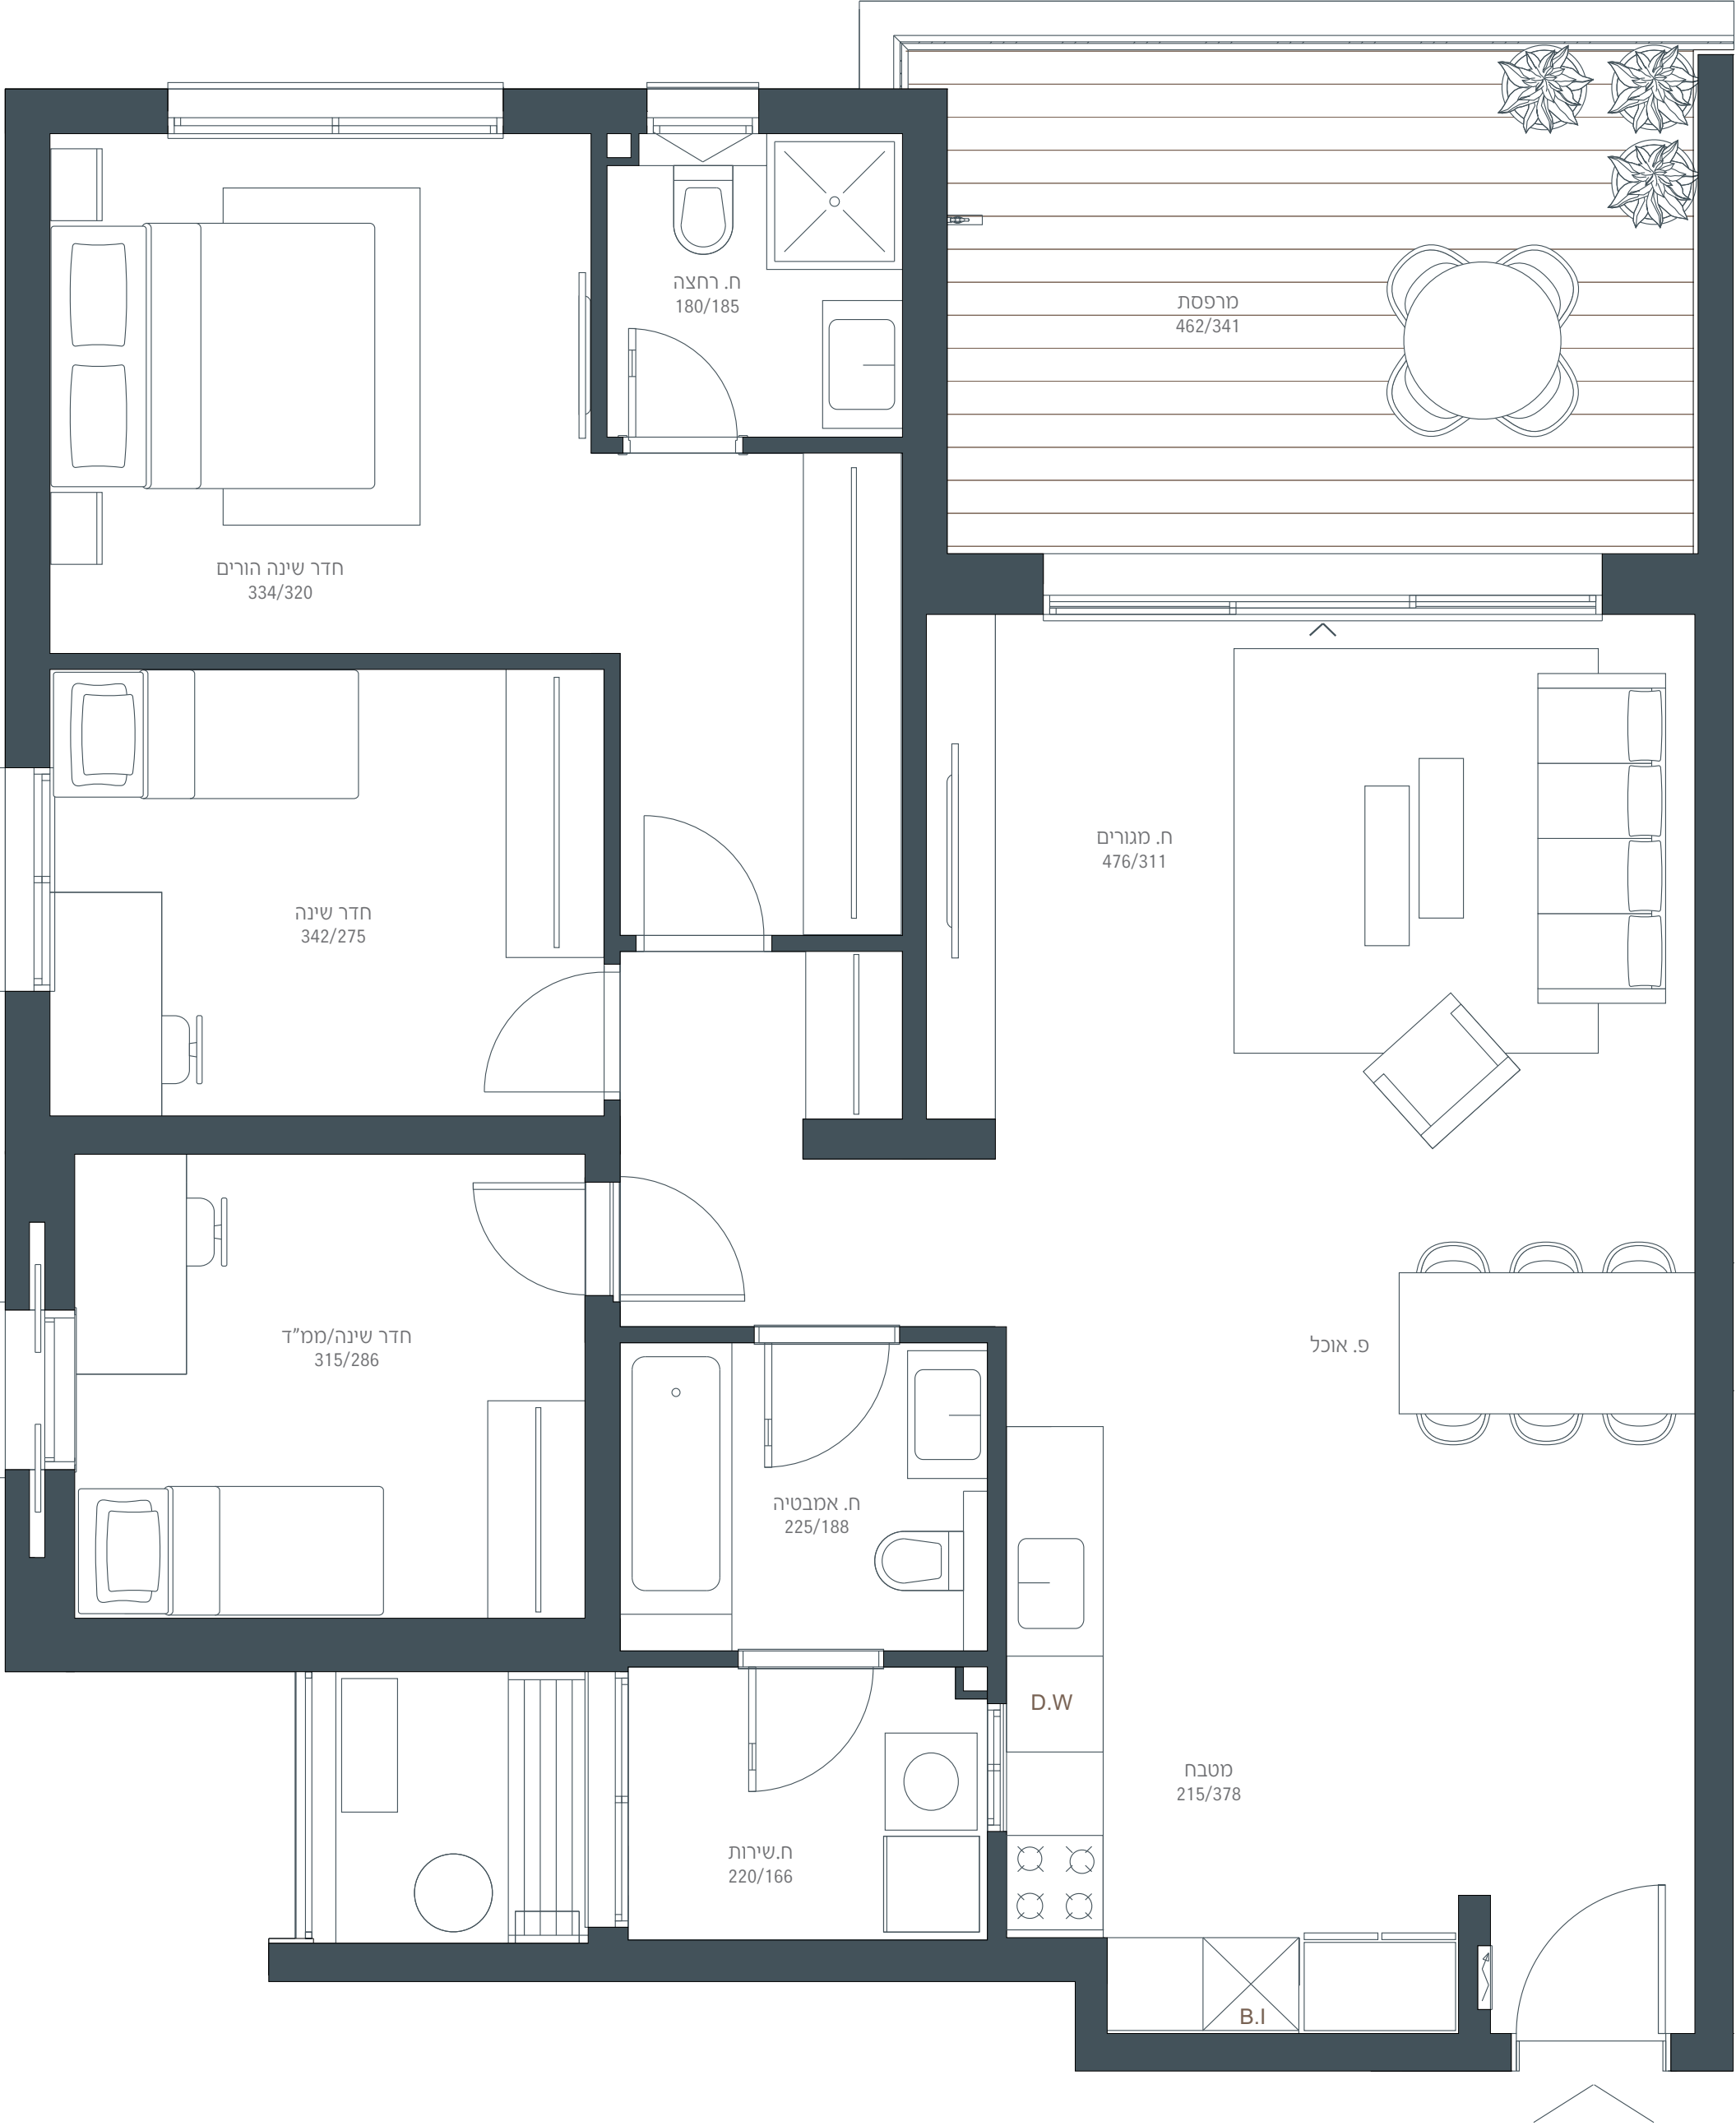 ח. רחצה
180/185
מרפסת
462/341
חדר שינה הורים
334/320
ח. מגורים
476/311
חדר שינה
342/275
חדר שינה/ממ"ד
315/286
פ. אוכל
ח. אמבטיה
225/188
D.W
מטבח
215/378
ח.שירות
220/166
B.I